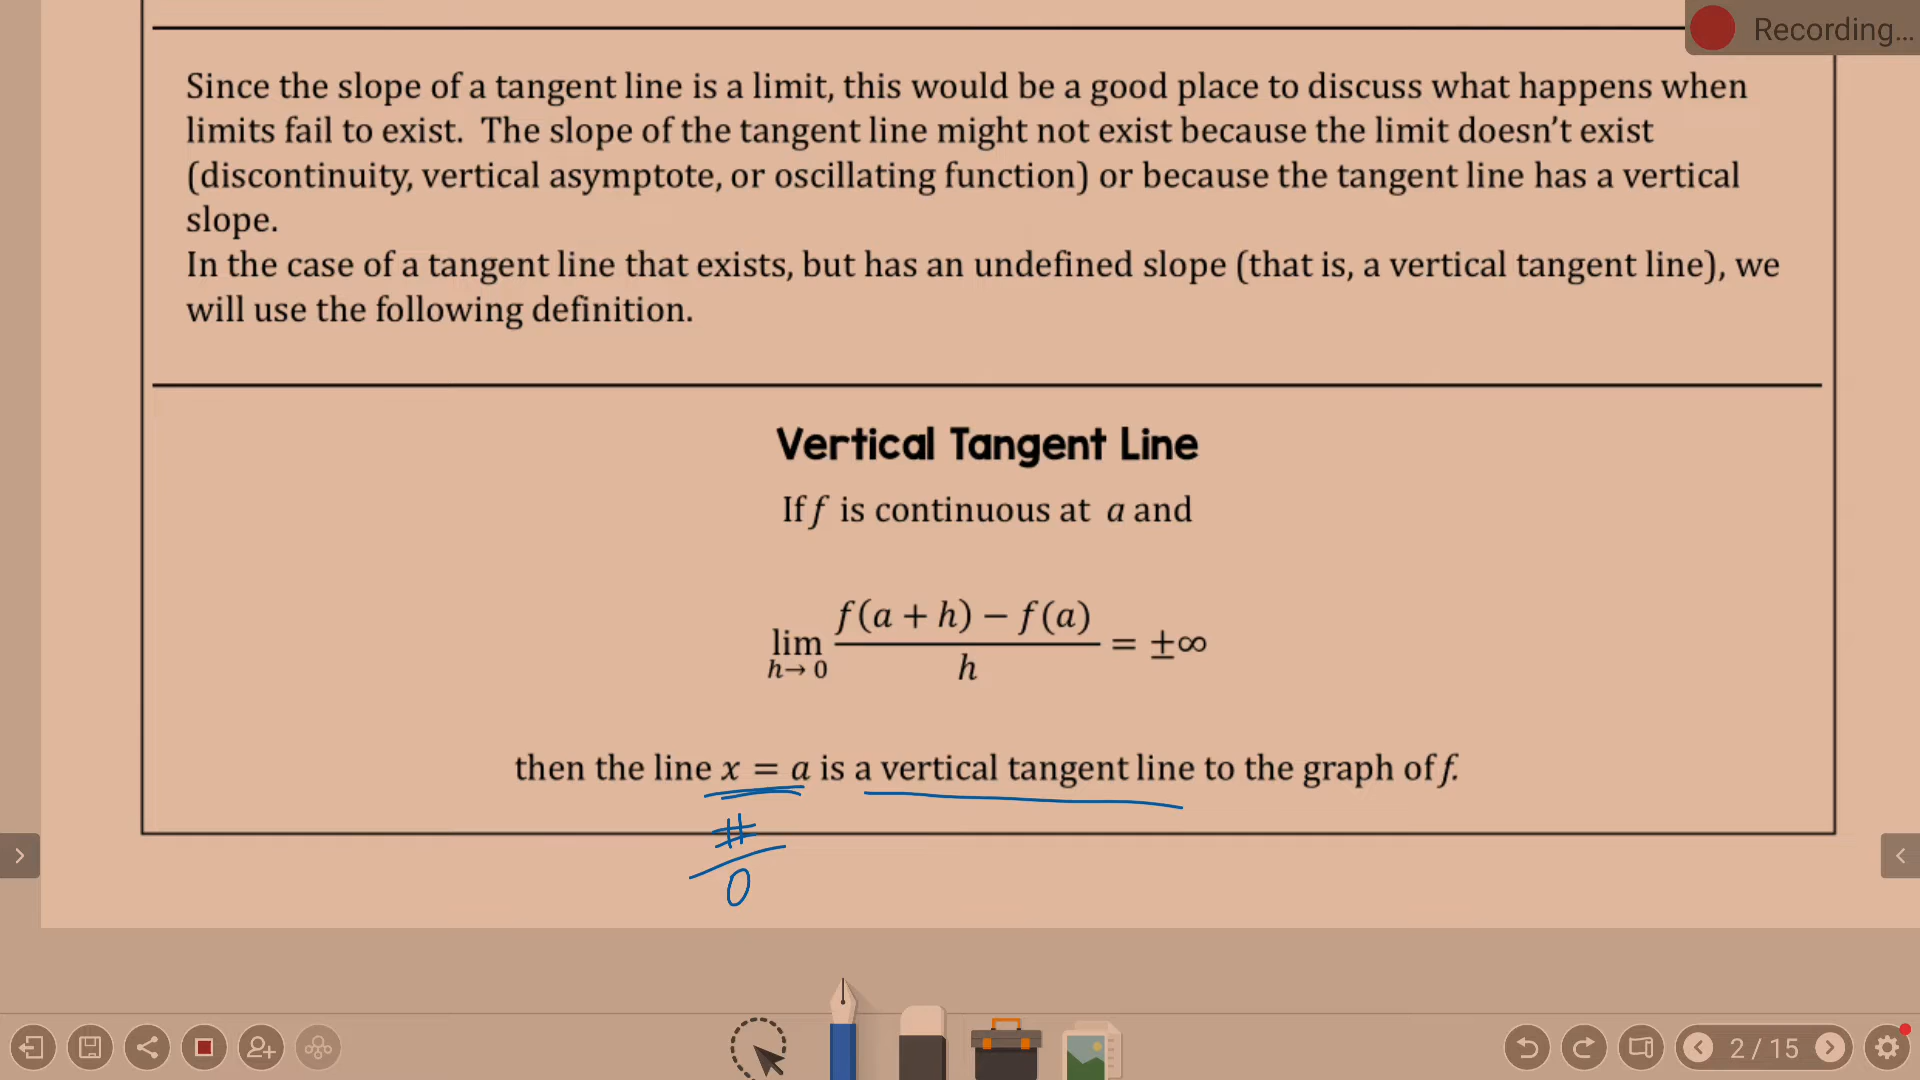 Recording...
Since the slope of a tangent line is a limit, this would be a good place to discuss what happens when
limits fail to exist.  The slope of the tangent line might not exist because the limit doesn’t exist
(discontinuity, vertical asymptote, or oscillating function) or because the tangent line has a vertical
slope.
In the case of a tangent line that exists, but has an undefined slope (that is, a vertical tangent line), we
will use the following definition.
Vertical Tangent Line
If f is continuous at a and
lim h→ 0 f(a + h) − f(a) / h = ±∞
then the line x = a is a vertical tangent line to the graph of f.
#
0
2 / 15